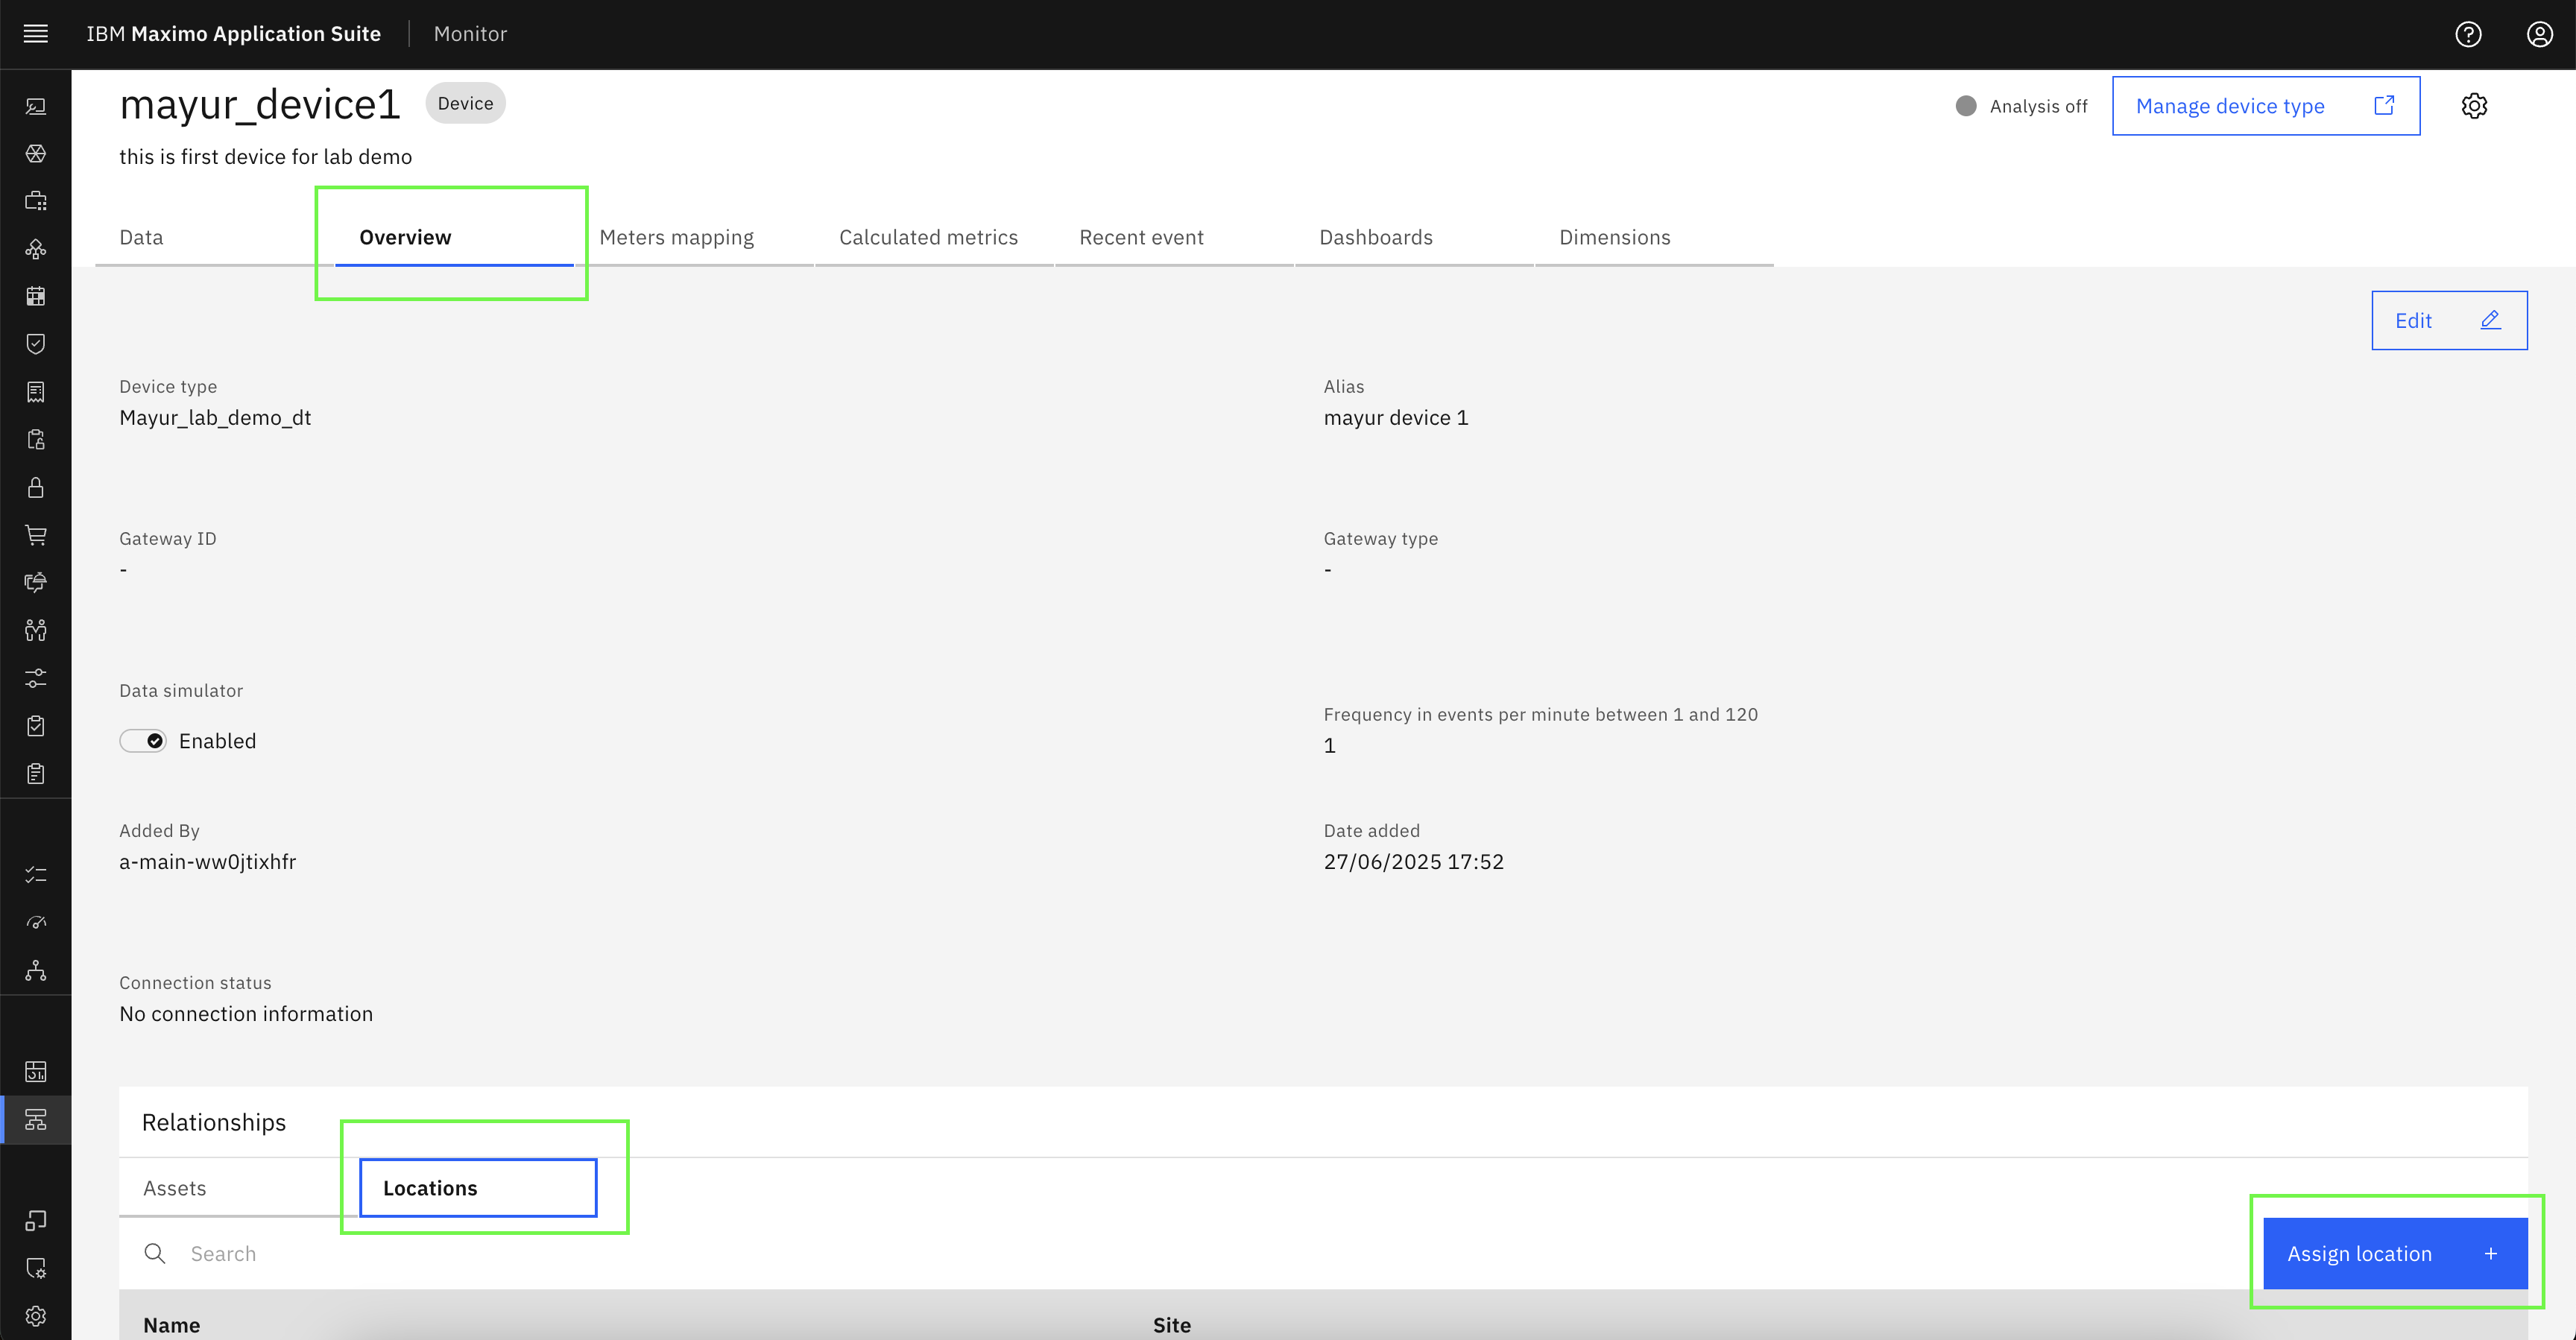 IBM Maximo Application Suite Monitor
mayur_device1 Device
Analysis off Manage device type
this is first device for lab demo
Data Overview Meters mapping Calculated metrics Recent event Dashboards Dimensions
Edit
Device type Alias
Mayur_lab_demo_dt mayur device 1
Gateway ID Gateway type
- -
Data simulator
Frequency in events per minute between 1 and 120
Enabled 1
Added By Date added
a-main-ww0jtixhfr 27/06/2025 17:52
Connection status
No connection information
Relationships
Assets Locations
Search Assign location +
Name Site